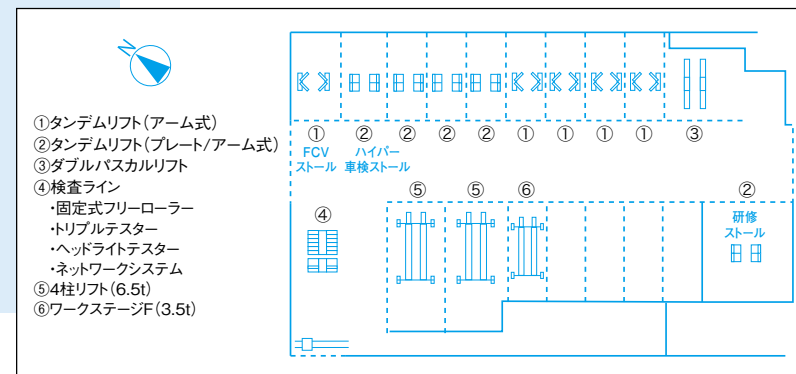 N
①タンデムリフト(アーム式)
②タンデムリフト(プレート/アーム式)
③ダブルパスカルリフト
④検査ライン
・固定式フリーローラー
・トリプルテスター
・ヘッドライトテスター
・ネットワークシステム
⑤4柱リフト(6.5t)
⑥ワークステージF(3.5t)
① ② ② ② ② ① ① ① ① ③
FCV
ストール
ハイパー
車検ストール
④ ⑤ ⑤ ⑥ ②
研修
ストール